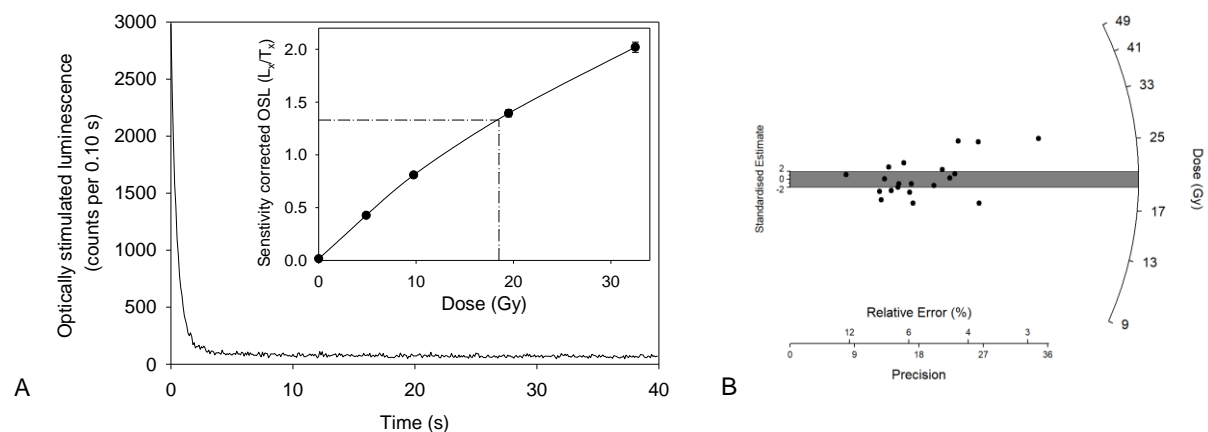 3000
2500
2000
1500
1000
500
0
Optically stimulated luminescence
(counts per 0.10 s)
0 10 20 30 40
Time (s)
A
2.0
1.5
1.0
0.5
0.0
Senstivity corrected OSL (Lx/Tx)
0 10 20 30
Dose (Gy)
49
41
33
25
17
13
9
Dose (Gy)
Standardised Estimate
2
0
-2
Relative Error (%)
12 6 4 3
0 9 18 27 36
Precision
B